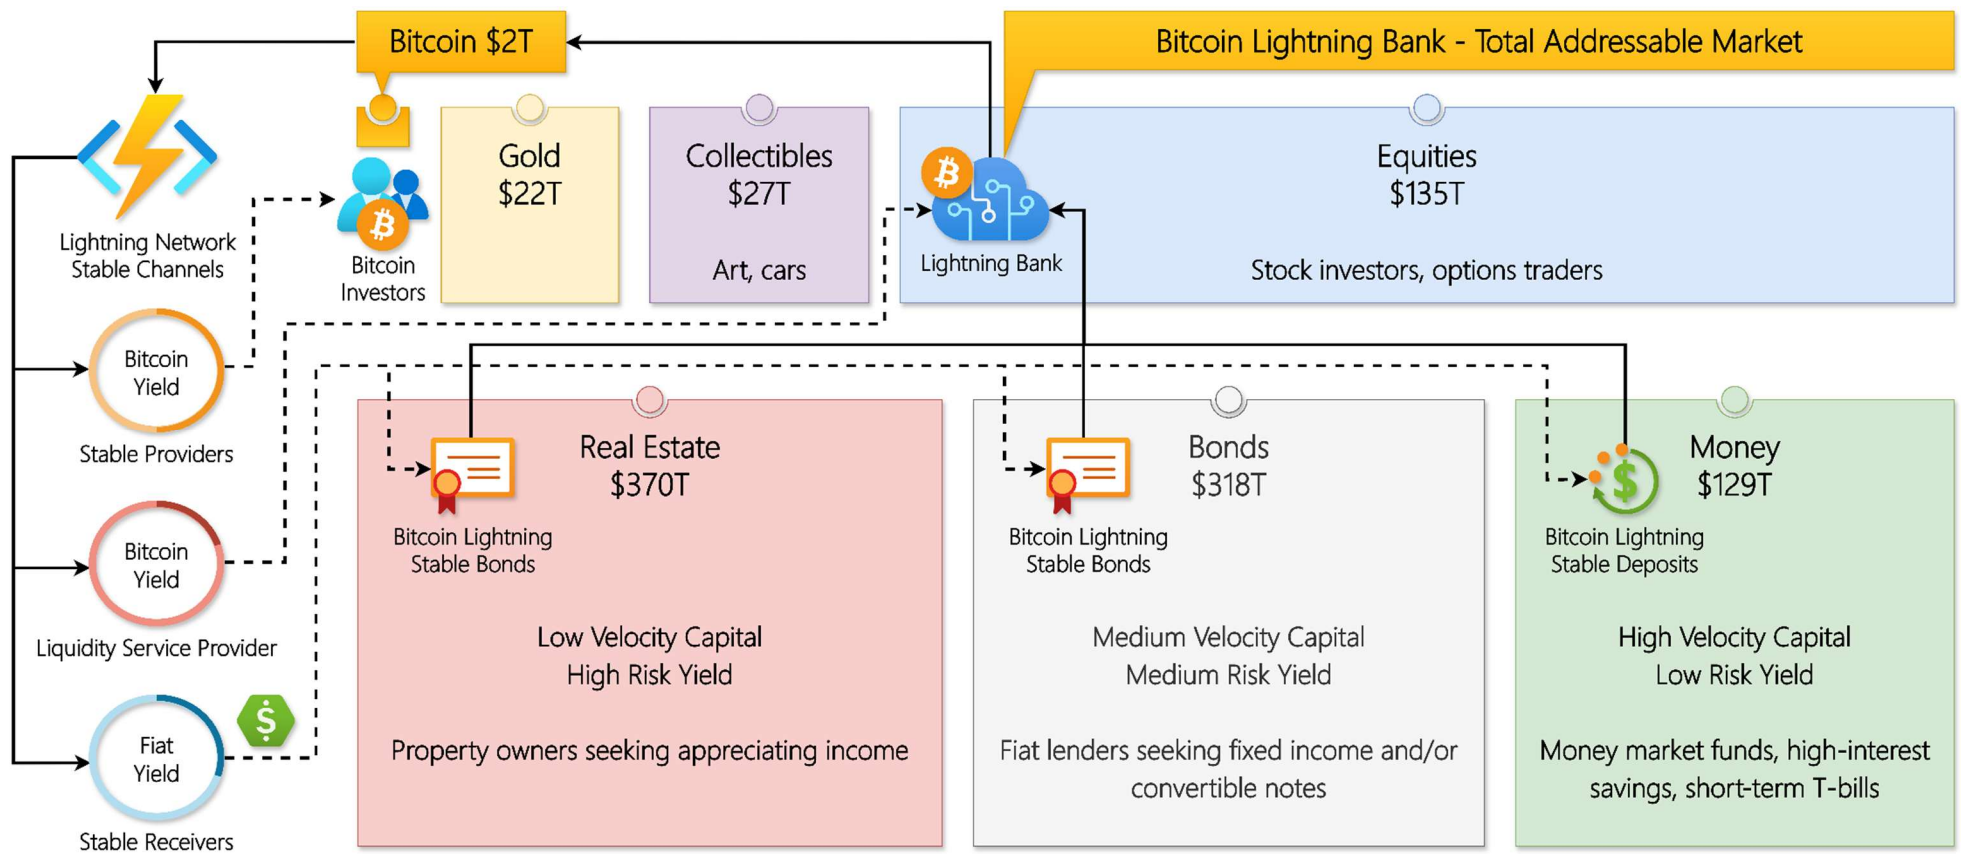 Bitcoin $2T
Bitcoin Lightning Bank - Total Addressable Market
Lightning Network
Stable Channels
Bitcoin
Investors
Gold
$22T
Collectibles
$27T
Art, cars
Lightning Bank
Equities
$135T
Stock investors, options traders
Bitcoin
Yield
Stable Providers
Bitcoin
Yield
Liquidity Service Provider
Fiat
Yield
Stable Receivers
Real Estate
$370T
Bitcoin Lightning
Stable Bonds
Low Velocity Capital
High Risk Yield
Property owners seeking appreciating income
Bonds
$318T
Bitcoin Lightning
Stable Bonds
Medium Velocity Capital
Medium Risk Yield
Fiat lenders seeking fixed income and/or
convertible notes
Money
$129T
Bitcoin Lightning
Stable Deposits
High Velocity Capital
Low Risk Yield
Money market funds, high-interest
savings, short-term T-bills